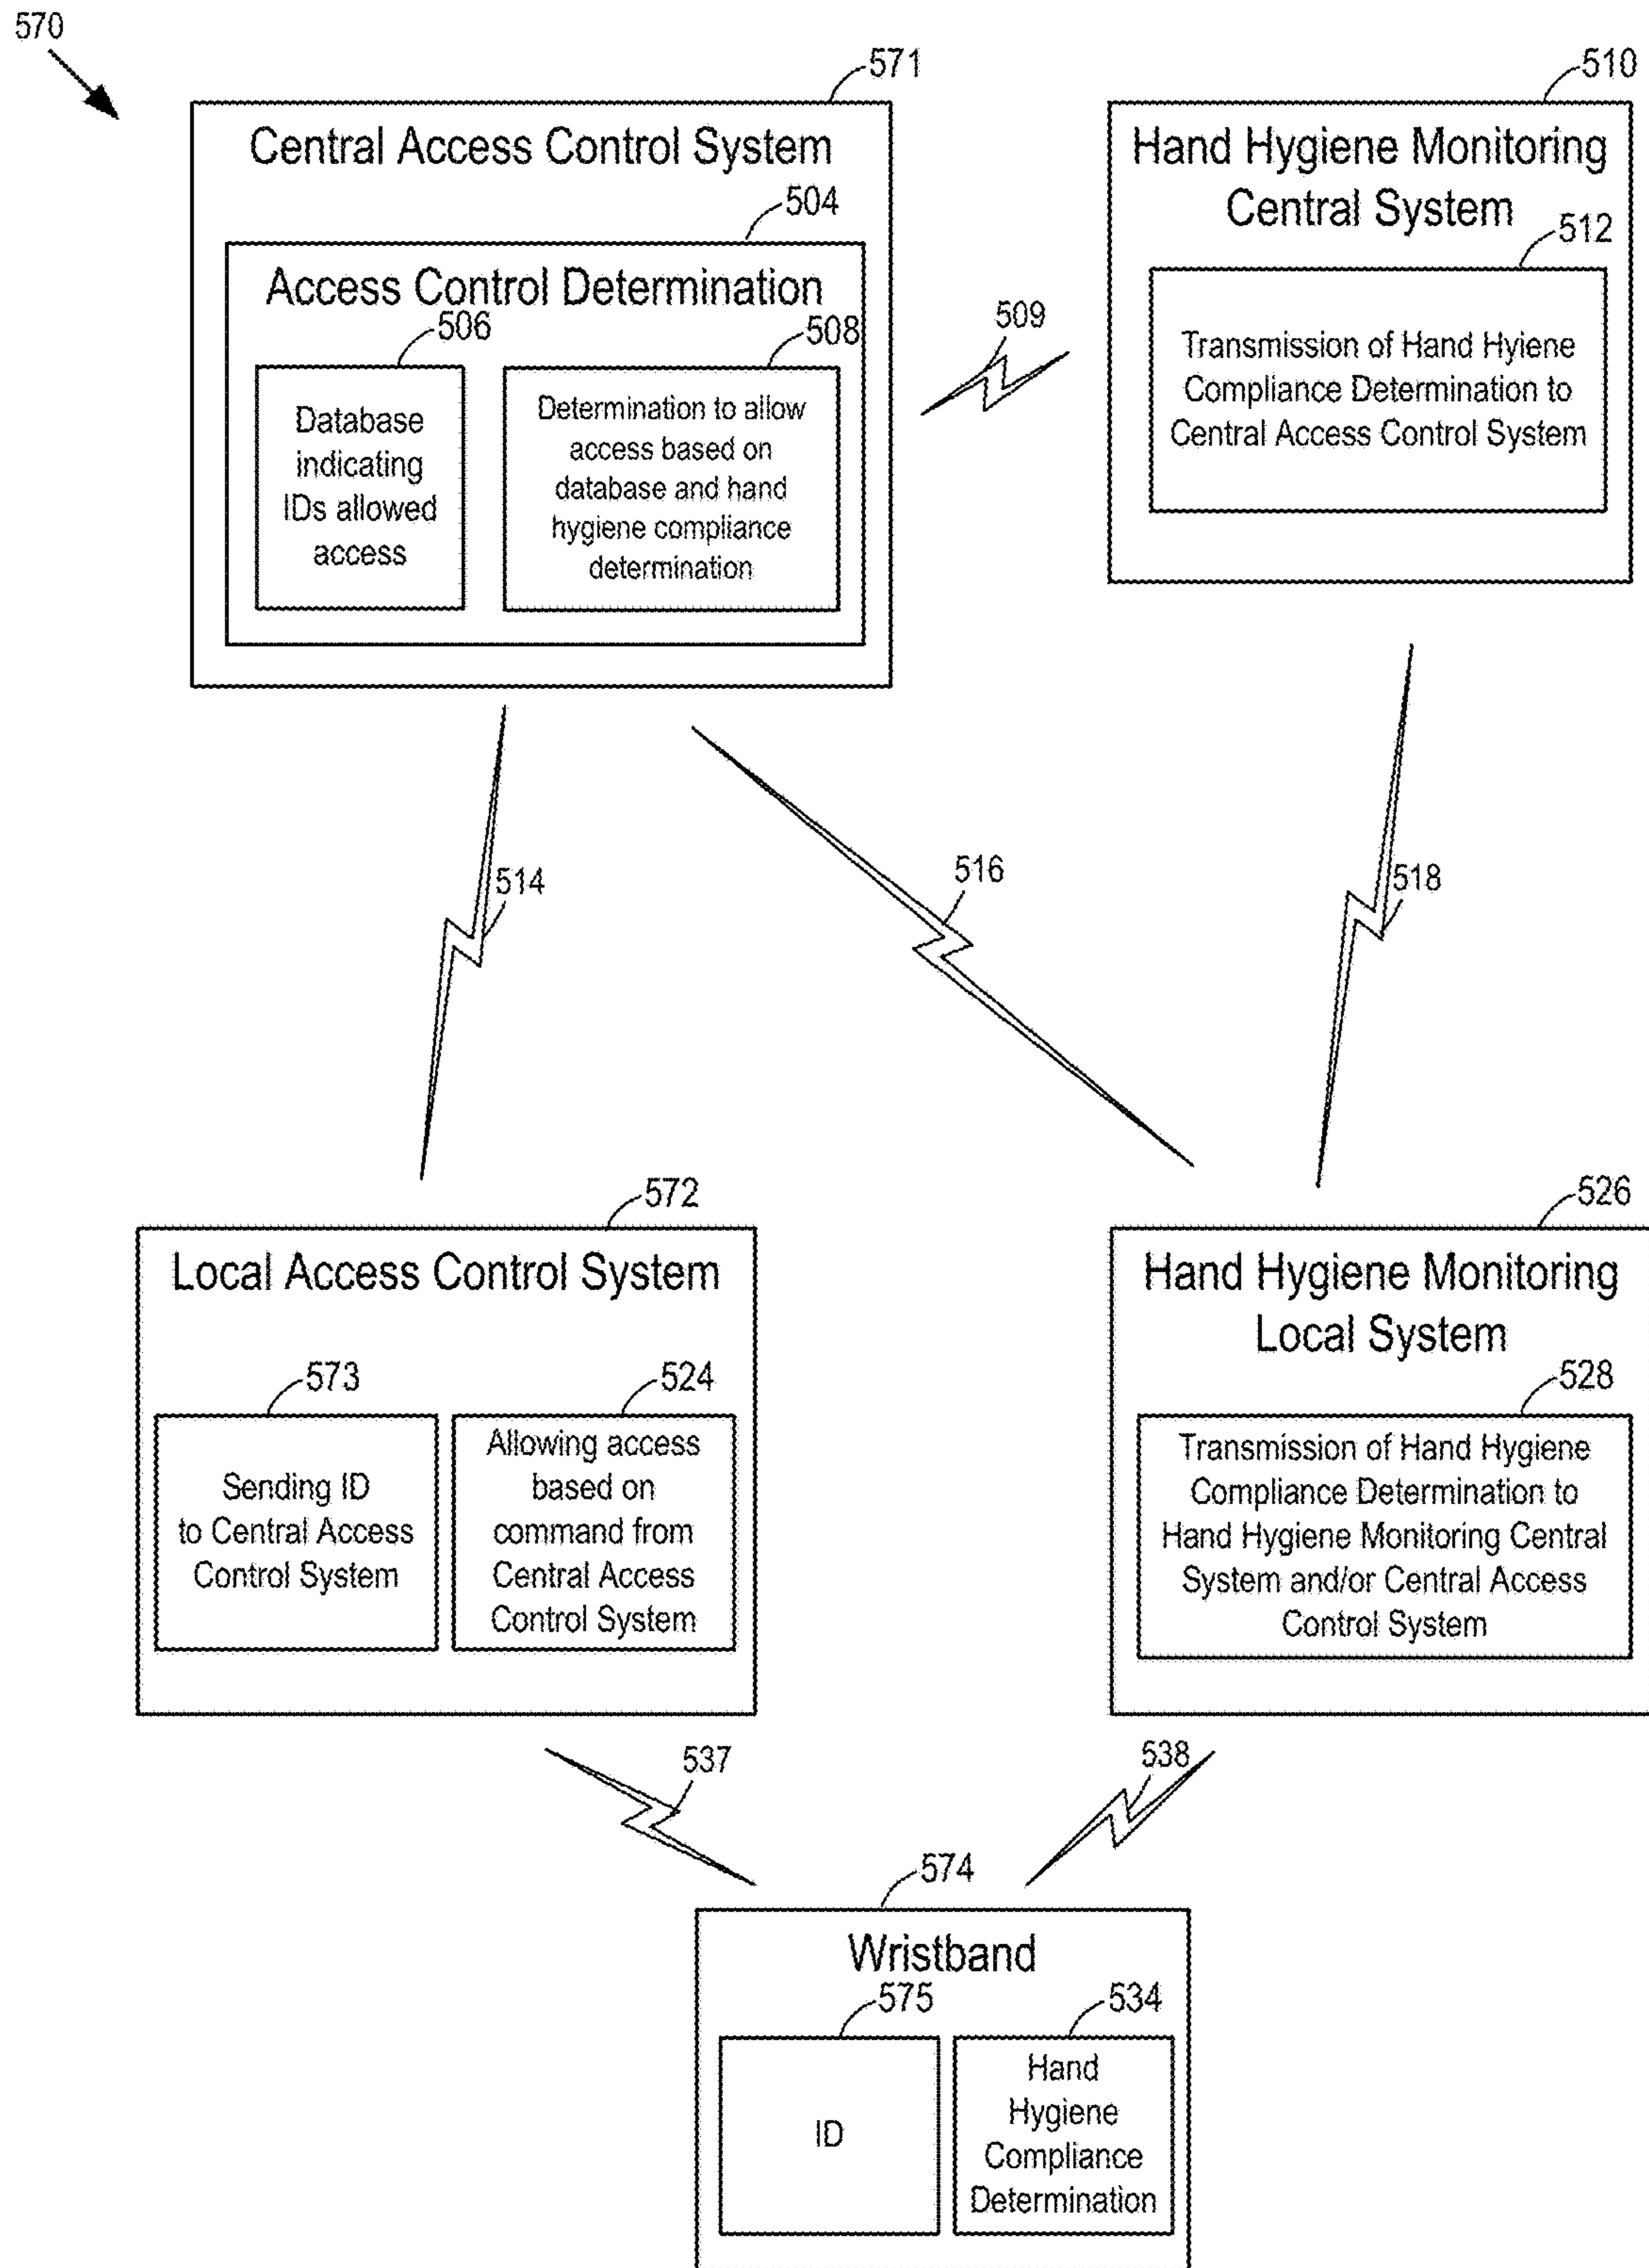 570
571
Central Access Control System
504
Access Control Determination
506
508
Database
indicating
IDs allowed
access
Determination to allow
access based on
database and hand
hygiene compliance
determination
509
510
Hand Hygiene Monitoring
Central System
512
Transmission of Hand Hyiene
Compliance Determination to
Central Access Control System
514
516
518
572
Local Access Control System
573
524
Sending ID
to Central Access
Control System
Allowing access
based on
command from
Central Access
Control System
526
Hand Hygiene Monitoring
Local System
528
Transmission of Hand Hygiene
Compliance Determination to
Hand Hygiene Monitoring Central
System and/or Central Access
Control System
537
538
574
Wristband
575
534
ID
Hand
Hygiene
Compliance
Determination